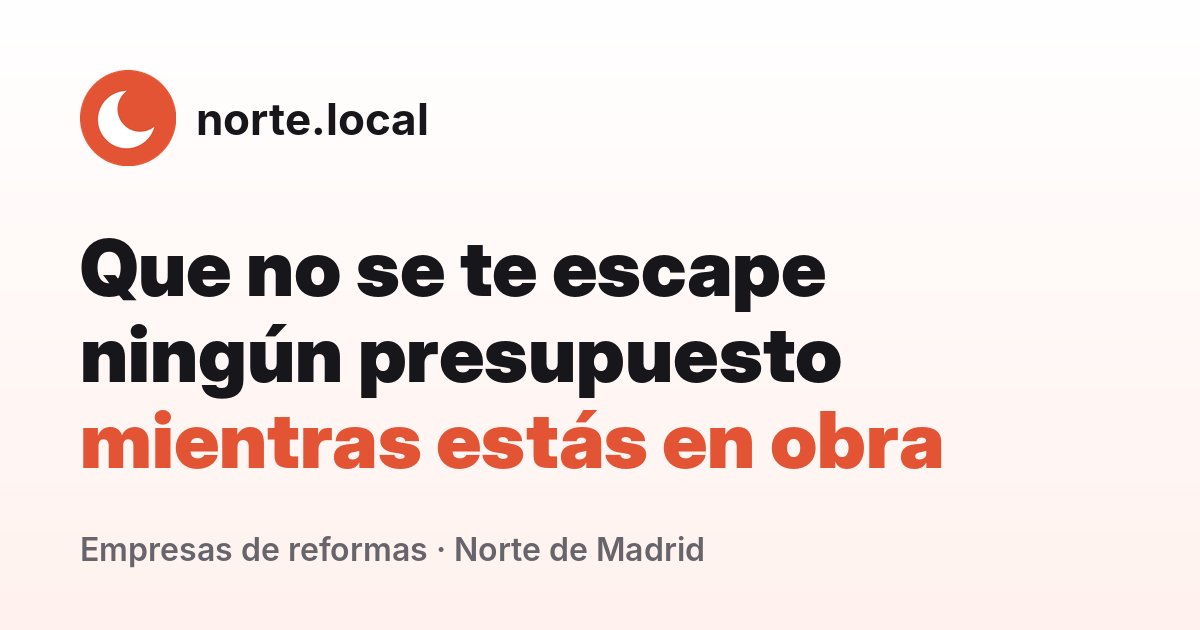 norte.local
Que no se te escape
ningún presupuesto
mientras estás en obra
Empresas de reformas · Norte de Madrid